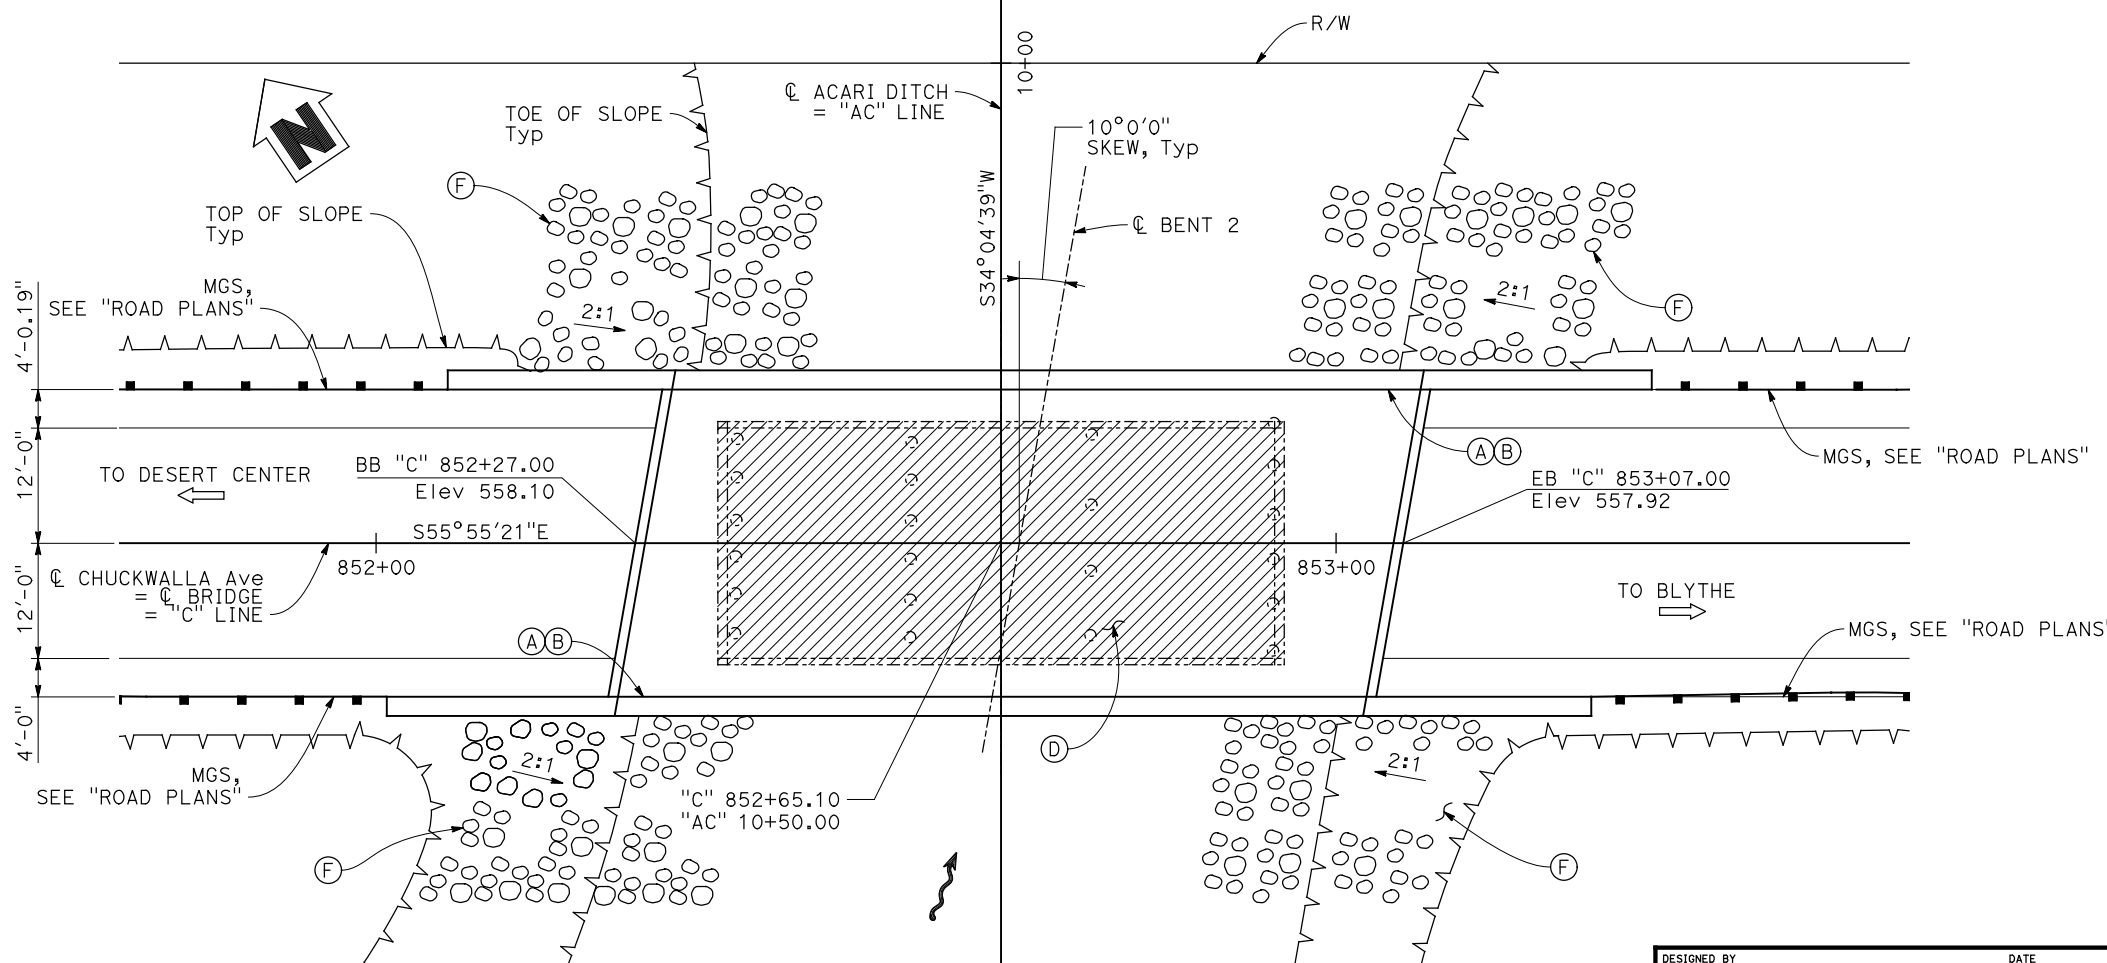 R/W
10+00
℄ ACARI DITCH
= "AC" LINE
TOE OF SLOPE
Typ
10°0'0"
SKEW, Typ
N
F
TOP OF SLOPE
Typ
S34°04'39"W
℄ BENT 2
MGS,
SEE "ROAD PLANS"
2:1
2:1
F
4'-0.19"
12'-0"
12'-0"
4'-0"
TO DESERT CENTER
BB "C" 852+27.00
Elev 558.10
A B
MGS, SEE "ROAD PLANS"
EB "C" 853+07.00
Elev 557.92
S55°55'21"E
852+00
853+00
℄ CHUCKWALLA Ave
= ℄ BRIDGE
= "C" LINE
TO BLYTHE
A B
MGS, SEE "ROAD PLANS"
D
MGS,
SEE "ROAD PLANS"
2:1
2:1
"C" 852+65.10
"AC" 10+50.00
F
F
DESIGNED BY
DATE